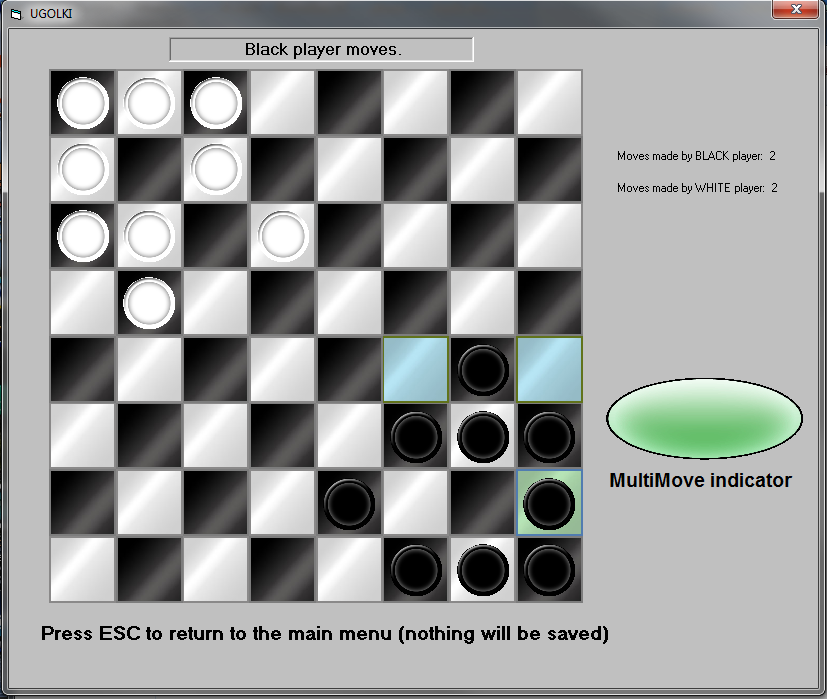 UGOLKI
Black player moves.
Moves made by BLACK player: 2
Moves made by WHITE player: 2
MultiMove indicator
Press ESC to return to the main menu (nothing will be saved)